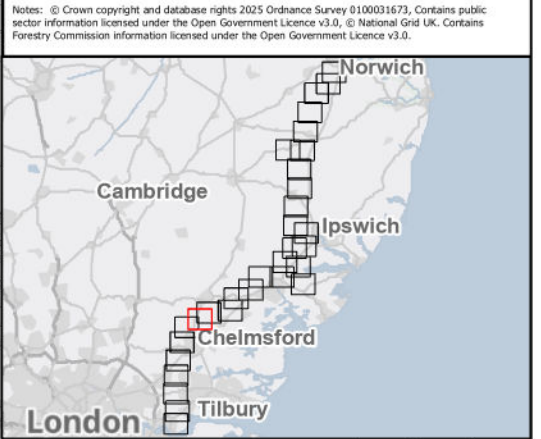 Notes: © Crown copyright and database rights 2025 Ordnance Survey 0100031673, Contains public
sector information licensed under the Open Government Licence v3.0, © National Grid UK. Contains
Forestry Commission information licensed under the Open Government Licence v3.0.
Norwich
Cambridge
Ipswich
Chelmsford
Tilbury
London